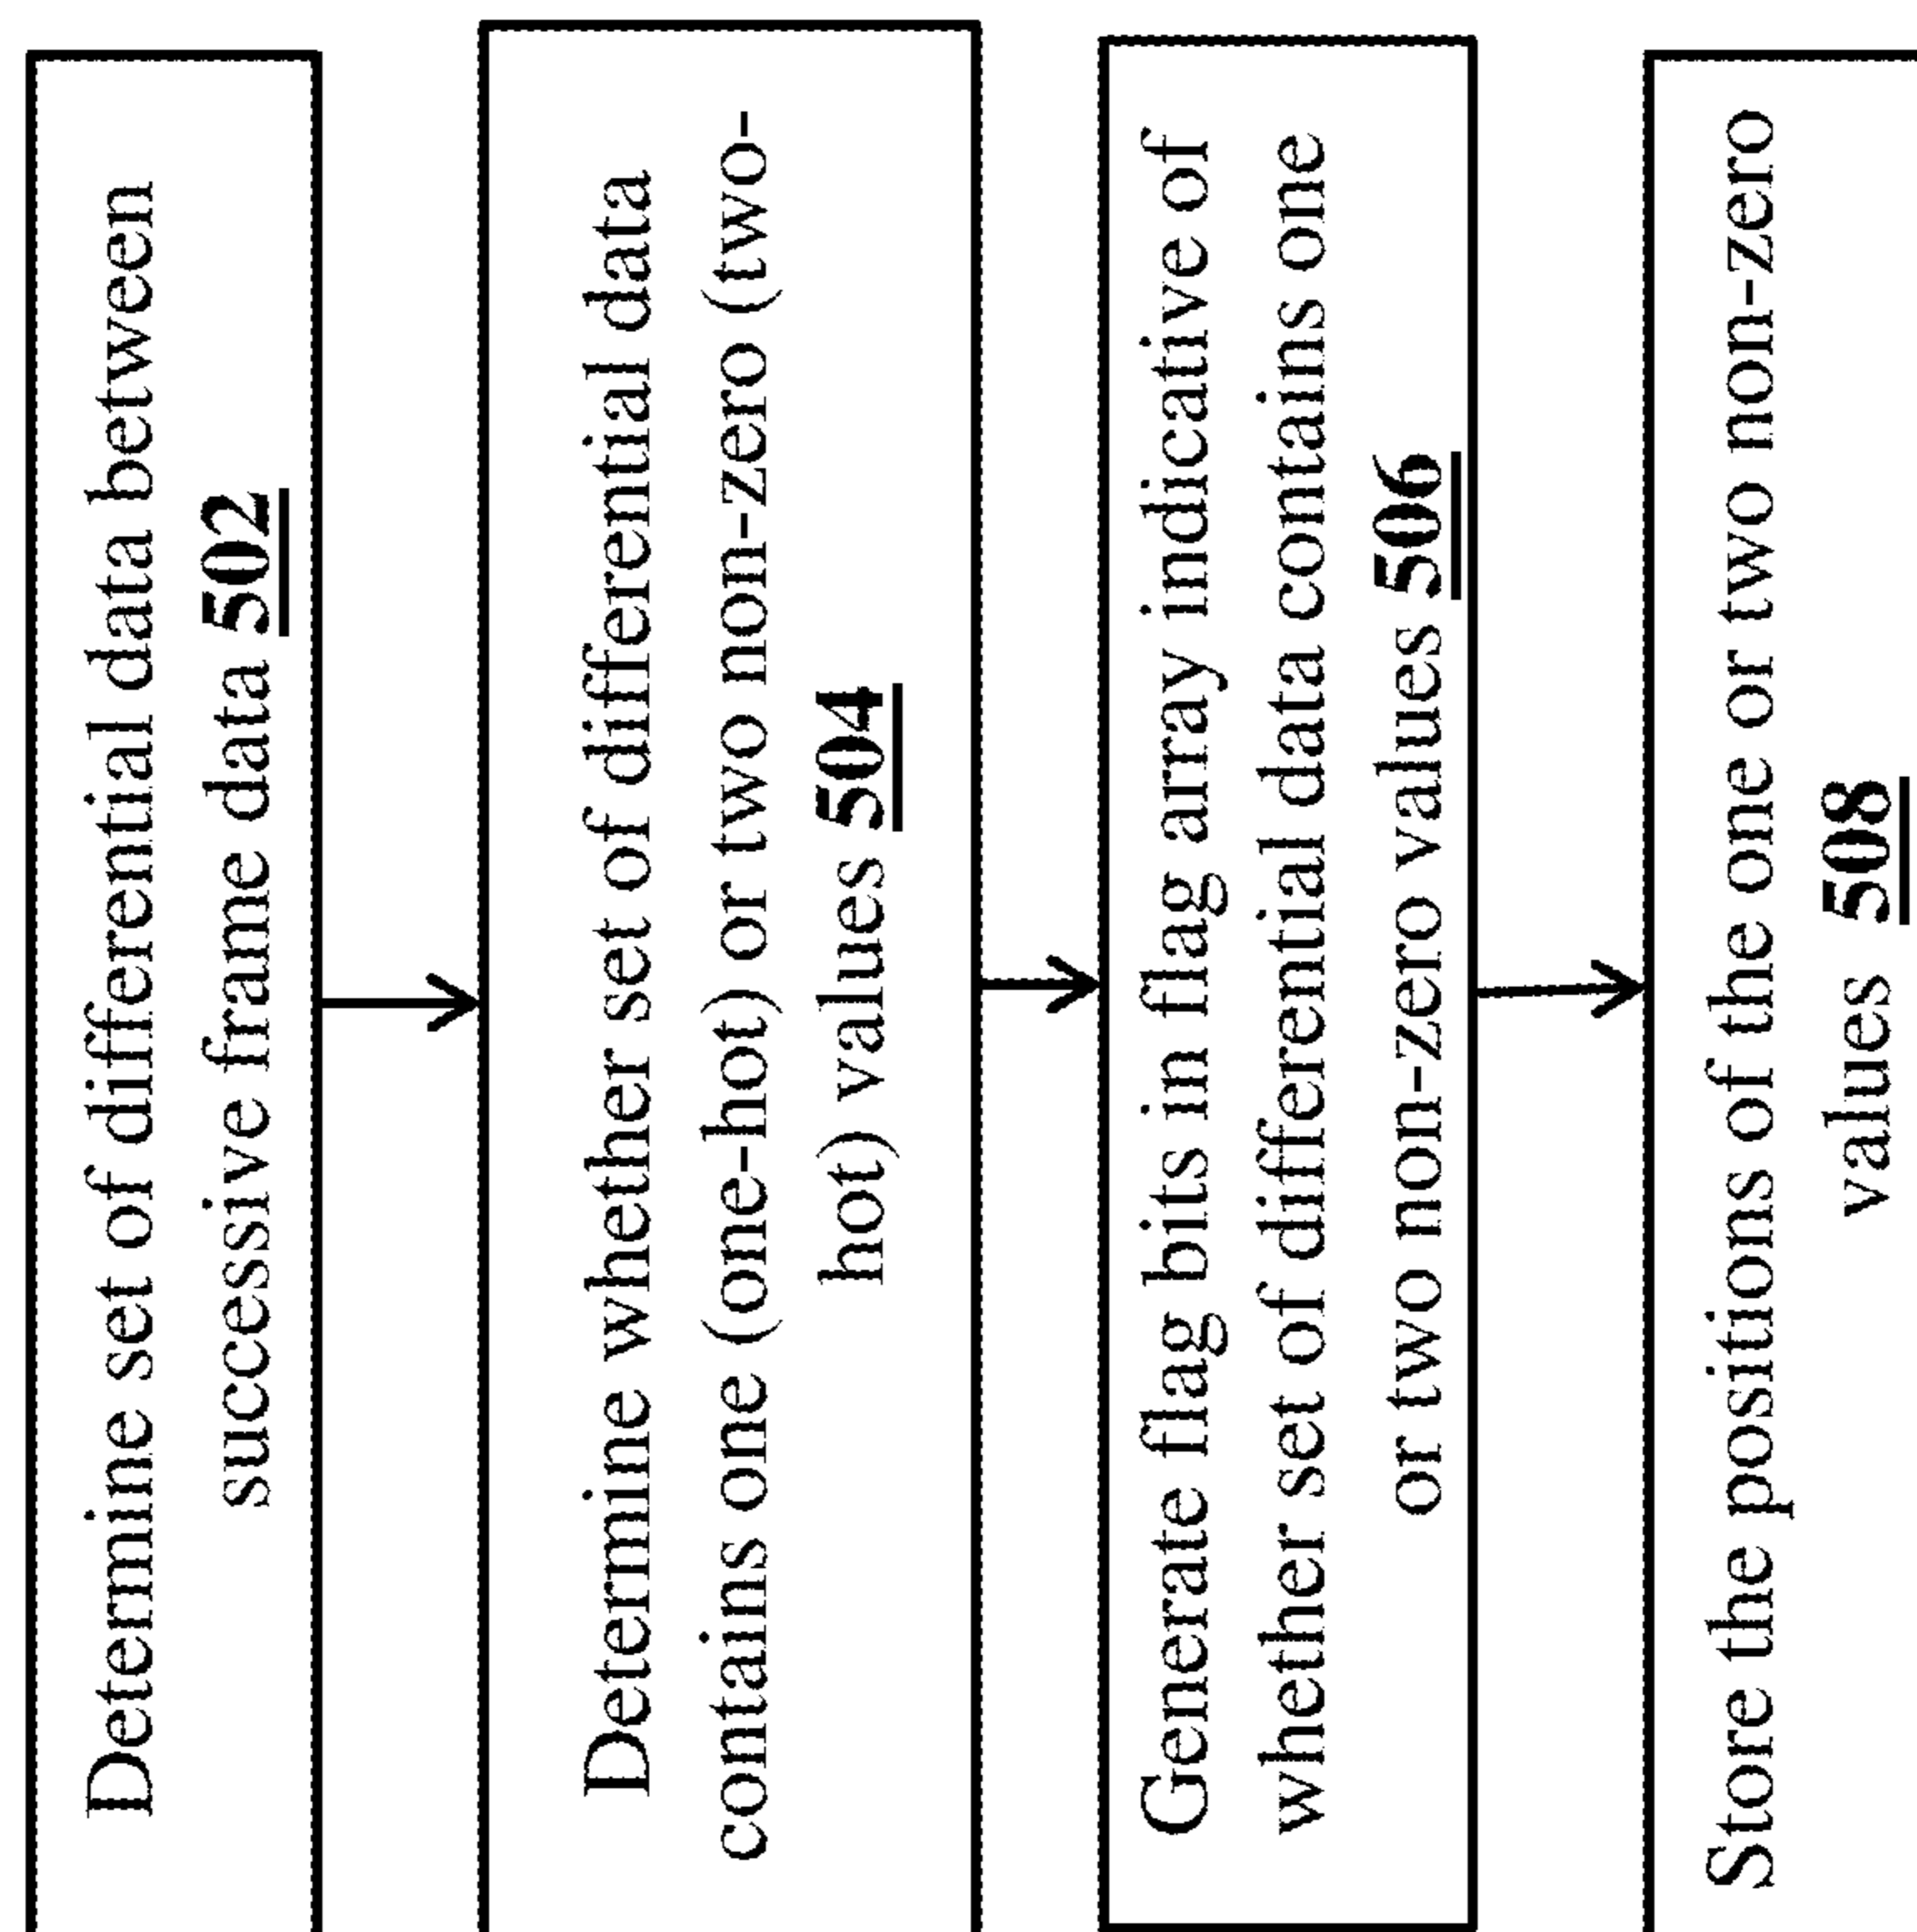 Determine set of differential data between
successive frame data 502
Determine whether set of differential data
contains one (one-hot) or two non-zero (two-
hot) values 504
Generate flag bits in flag array indicative of
whether set of differential data contains one
or two non-zero values 506
Store the positions of the one or two non-zero
values 508